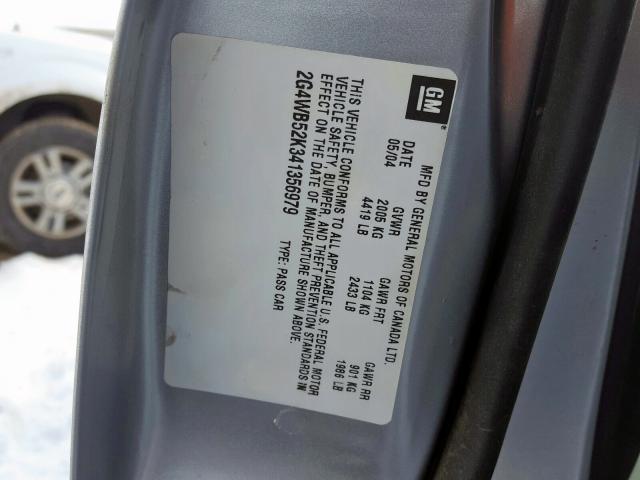 GM
MFD BY GENERAL MOTORS OF CANADA LTD.
DATE GVWR GAWR FRT GAWR RR
05/04 2005 KG 1104 KG 901 KG
4419 LB 2433 LB 1986 LB
THIS VEHICLE CONFORMS TO ALL APPLICABLE U.S. FEDERAL MOTOR
VEHICLE SAFETY, BUMPER, AND THEFT PREVENTION STANDARDS IN
EFFECT ON THE DATE OF MANUFACTURE SHOWN ABOVE.
2G4WB52K341356979 TYPE: PASS CAR